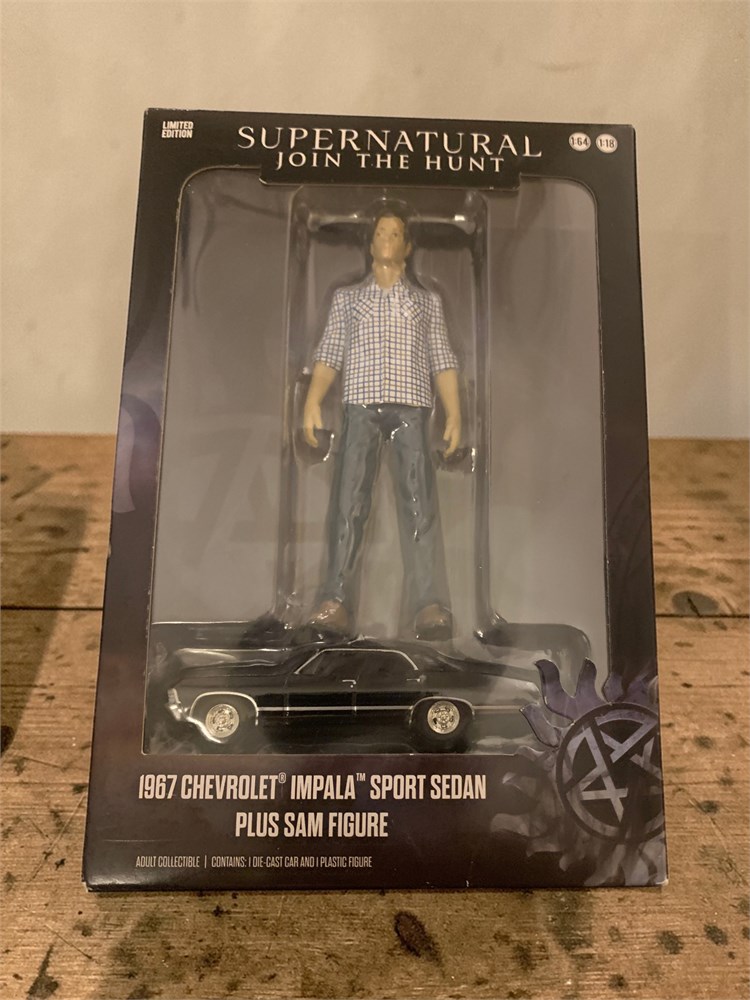 LIMITED
EDITION
SUPERNATURAL
JOIN THE HUNT
1:64 1:18
1967 CHEVROLET® IMPALA™ SPORT SEDAN
PLUS SAM FIGURE
ADULT COLLECTIBLE | CONTAINS: 1 DIE-CAST CAR AND 1 PLASTIC FIGURE